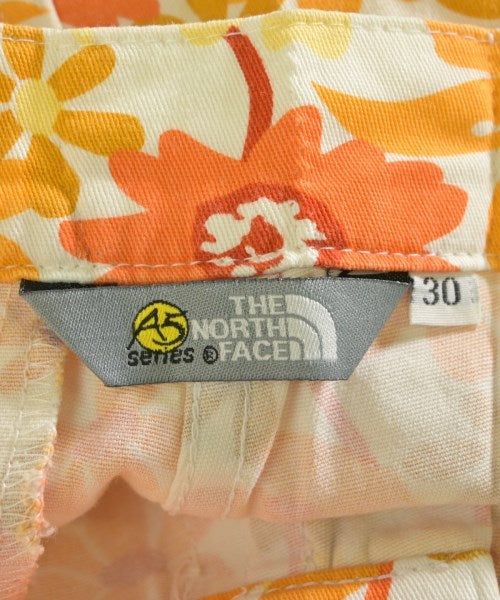 A5
series ®
THE
NORTH
FACE
30